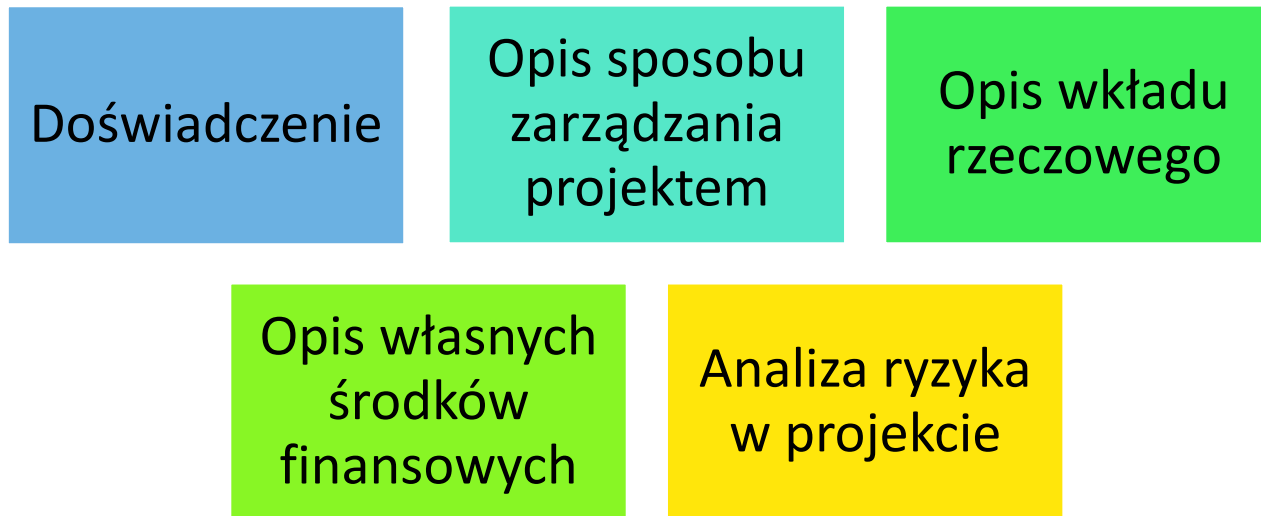 Doświadczenie
Opis sposobu
zarządzania
projektem
Opis wkładu
rzeczowego
Opis własnych
środków
finansowych
Analiza ryzyka
w projekcie